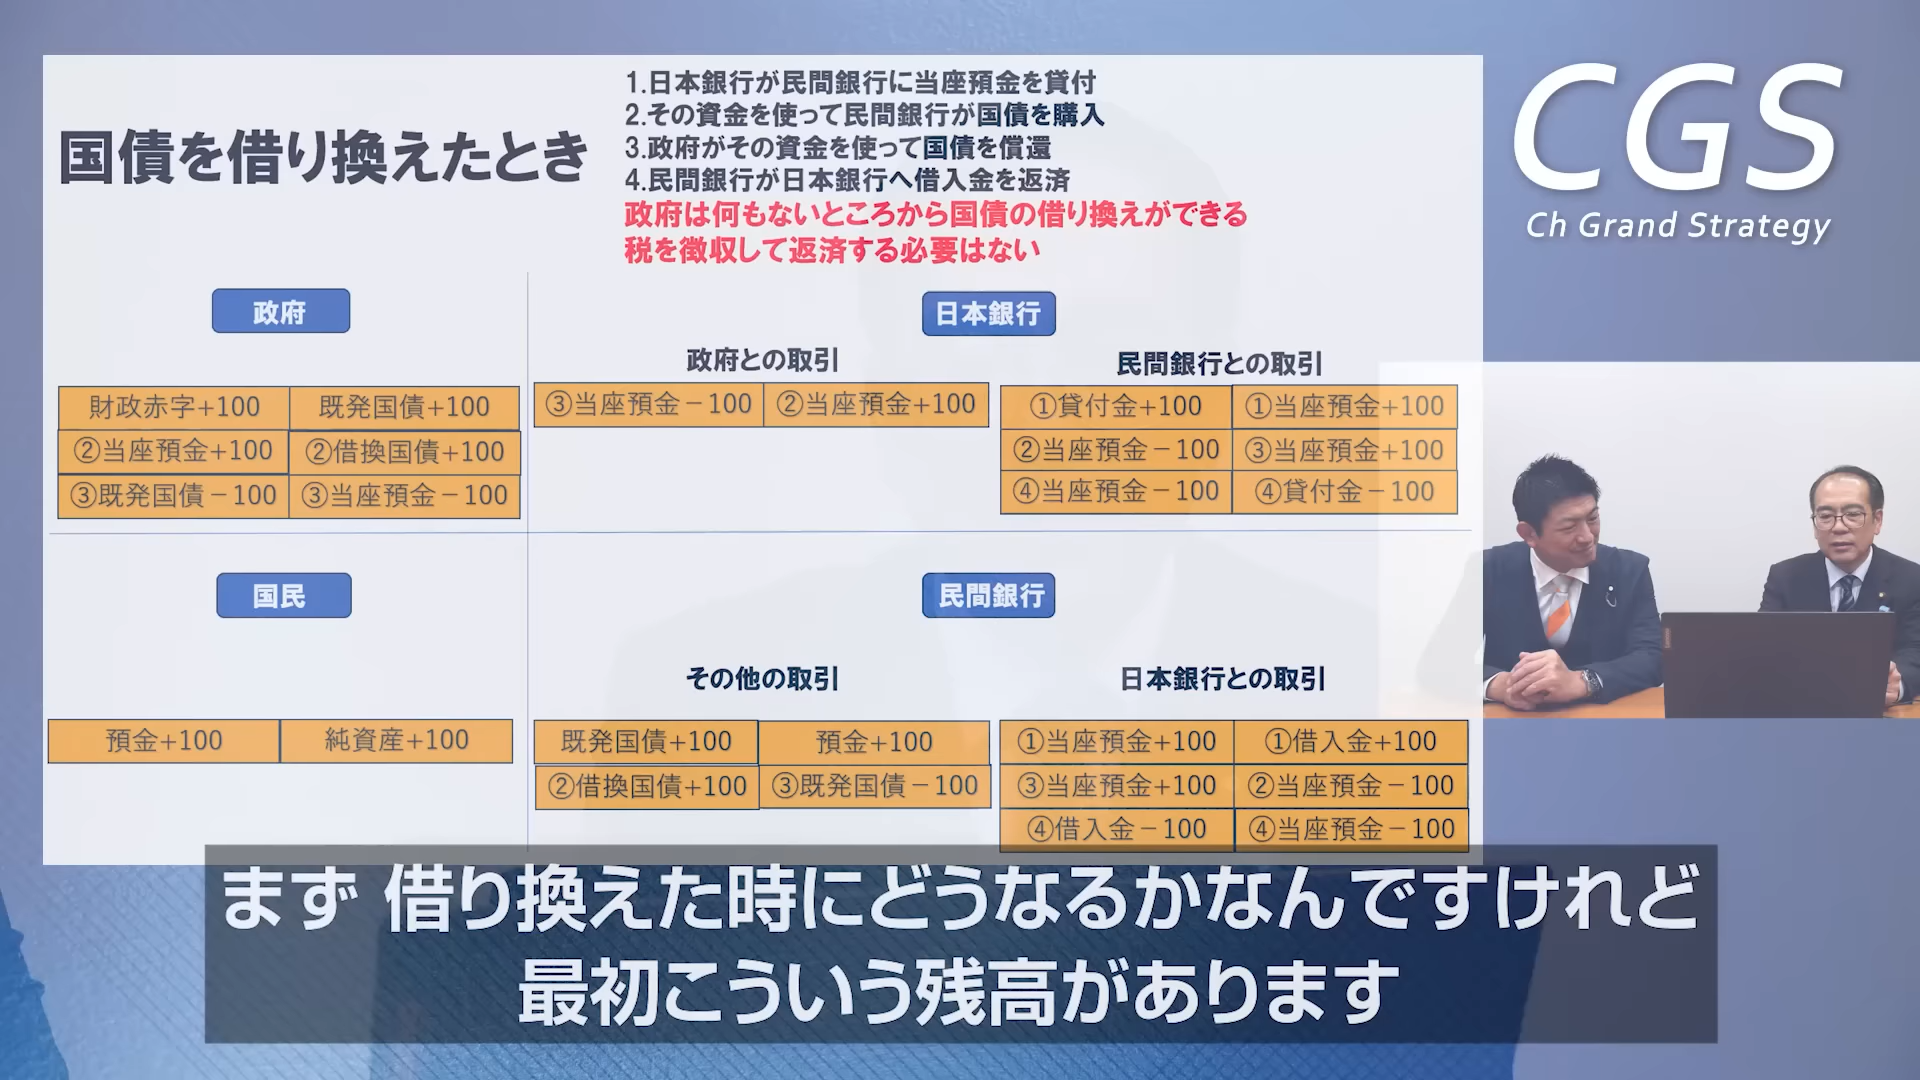 国債を借り換えたとき
1.日本銀行が民間銀行に当座預金を貸付
2.その資金を使って民間銀行が国債を購入
3.政府がその資金を使って国債を償還
4.民間銀行が日本銀行へ借入金を返済
政府は何もないところから国債の借り換えができる
税を徴収して返済する必要はない
CGS
Ch Grand Strategy
政府
財政赤字+100 既発国債+100
②当座預金+100 ②借換国債+100
③既発国債−100 ③当座預金−100
日本銀行
政府との取引
③当座預金−100 ②当座預金+100
民間銀行との取引
①貸付金+100 ①当座預金+100
②当座預金−100 ③当座預金+100
④当座預金−100 ④貸付金−100
国民
預金+100 純資産+100
民間銀行
その他の取引
既発国債+100 預金+100
②借換国債+100 ③既発国債−100
日本銀行との取引
①当座預金+100 ①借入金+100
③当座預金+100 ②当座預金−100
④借入金−100 ④当座預金−100
まず 借り換えた時にどうなるかなんですけれど
最初こういう残高があります